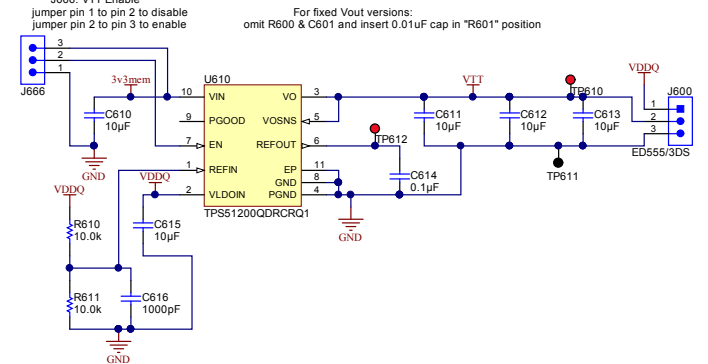 J666: VTT Enable
jumper pin 1 to pin 2 to disable
jumper pin 2 to pin 3 to enable
For fixed Vout versions:
omit R600 & C601 and insert 0.01uF cap in "R601" position
3
2
1
J666
3v3mem
C610
10µF
GND
U610
10 VIN
VO 3
9 PGOOD
VOSNS 5
7 EN
REFOUT 6
1 REFIN
EP 11
GND 8
2 VLDOIN
PGND 4
TPS51200QDRCRQ1
TP612
C614
0.1µF
GND
VTT
C611
10µF
C612
10µF
TP610
C613
10µF
TP611
VDDQ
J600
1
2
3
ED555/3DS
VDDQ
R610
10.0k
R611
10.0k
VDDQ
C615
10µF
C616
1000pF
GND